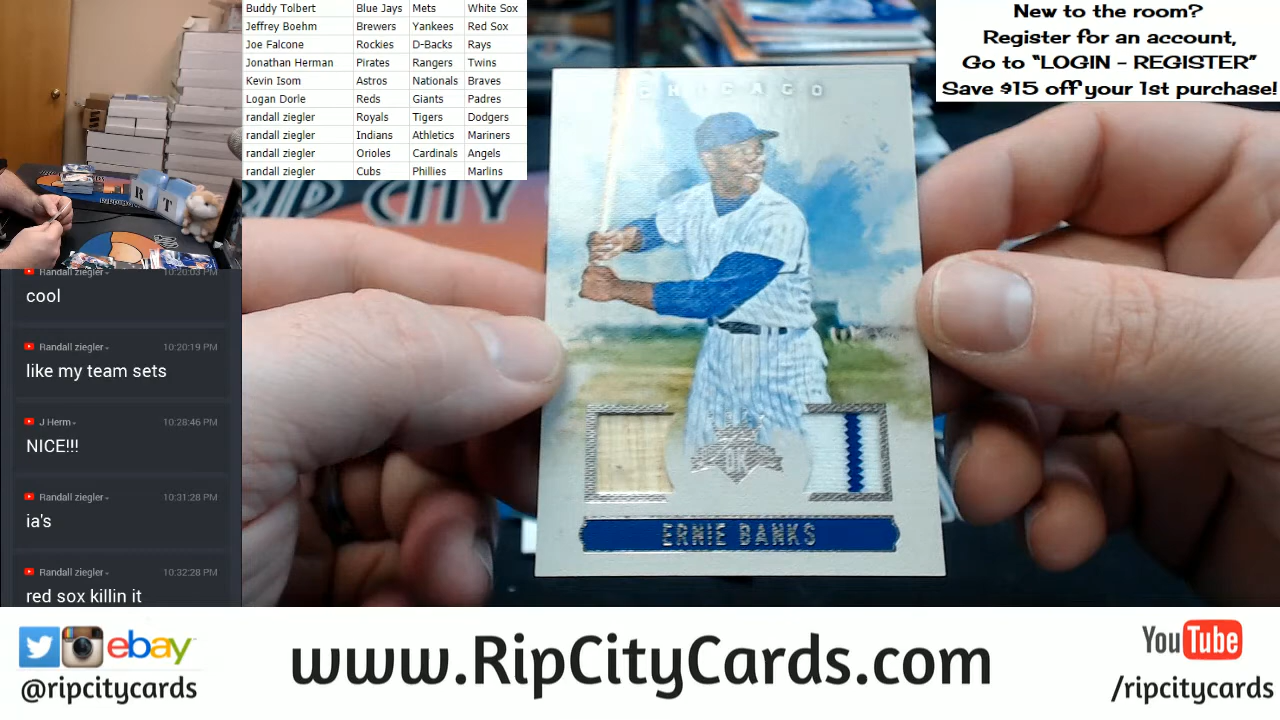 Buddy Tolbert Blue Jays Mets White Sox
Jeffrey Boehm Brewers Yankees Red Sox
Joe Falcone Rockies D-Backs Rays
Jonathan Herman Pirates Rangers Twins
Kevin Isom Astros Nationals Braves
Logan Dorle Reds Giants Padres
randall ziegler Royals Tigers Dodgers
randall ziegler Indians Athletics Mariners
randall ziegler Orioles Cardinals Angels
randall ziegler Cubs Phillies Marlins
New to the room?
Register for an account,
Go to "LOGIN - REGISTER"
Save $15 off your 1st purchase!
RIP CITY
R T
CHICAGO
ERNIE BANKS
Randall ziegler 10:20:03 PM
cool
Randall ziegler 10:20:19 PM
like my team sets
J Herm 10:28:46 PM
NICE!!!
Randall ziegler 10:31:28 PM
ia's
Randall ziegler 10:32:28 PM
red sox killin it
ebay
@ripcitycards
www.RipCityCards.com
YouTube
/ripcitycards